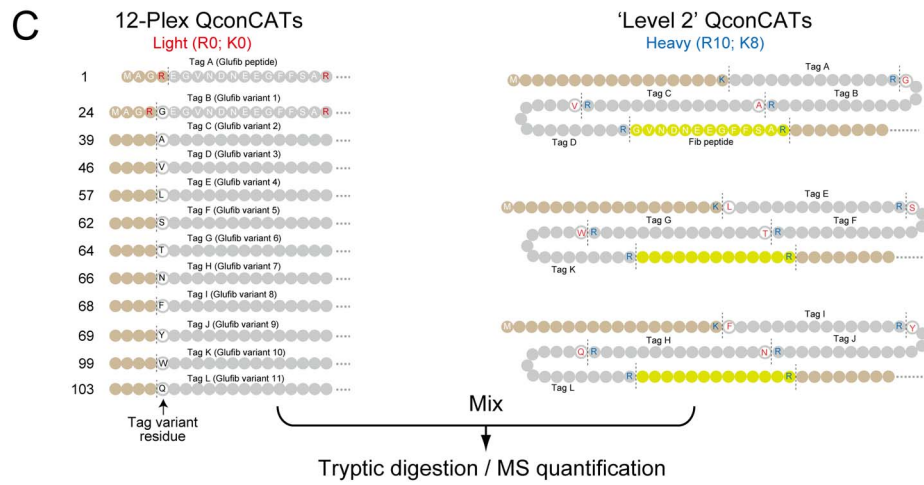 C
12-Plex QconCATs
Light (R0; K0)
Tag A (Glufib peptide)
1 MAGREGVNDNEEGFFSAR
Tag B (Glufib variant 1)
24 MAGRGEGVNDNEEGFFSAR
Tag C (Glufib variant 2)
39 A
Tag D (Glufib variant 3)
46 V
Tag E (Glufib variant 4)
57 L
Tag F (Glufib variant 5)
62 S
Tag G (Glufib variant 6)
64 T
Tag H (Glufib variant 7)
66 N
Tag I (Glufib variant 8)
68 F
Tag J (Glufib variant 9)
69 Y
Tag K (Glufib variant 10)
99 W
Tag L (Glufib variant 11)
103 Q
Tag variant
residue
'Level 2' QconCATs
Heavy (R10; K8)
Tag A
M K R G
Tag C Tag B
V R A R
R GVNDNEEGFFSAR
Tag D Fib peptide
Tag E
M K L R S
Tag G Tag F
W R T R
R R
Tag K
Tag I
M K F R Y
Tag H Tag J
Q R N R
R R
Tag L
Mix
Tryptic digestion / MS quantification